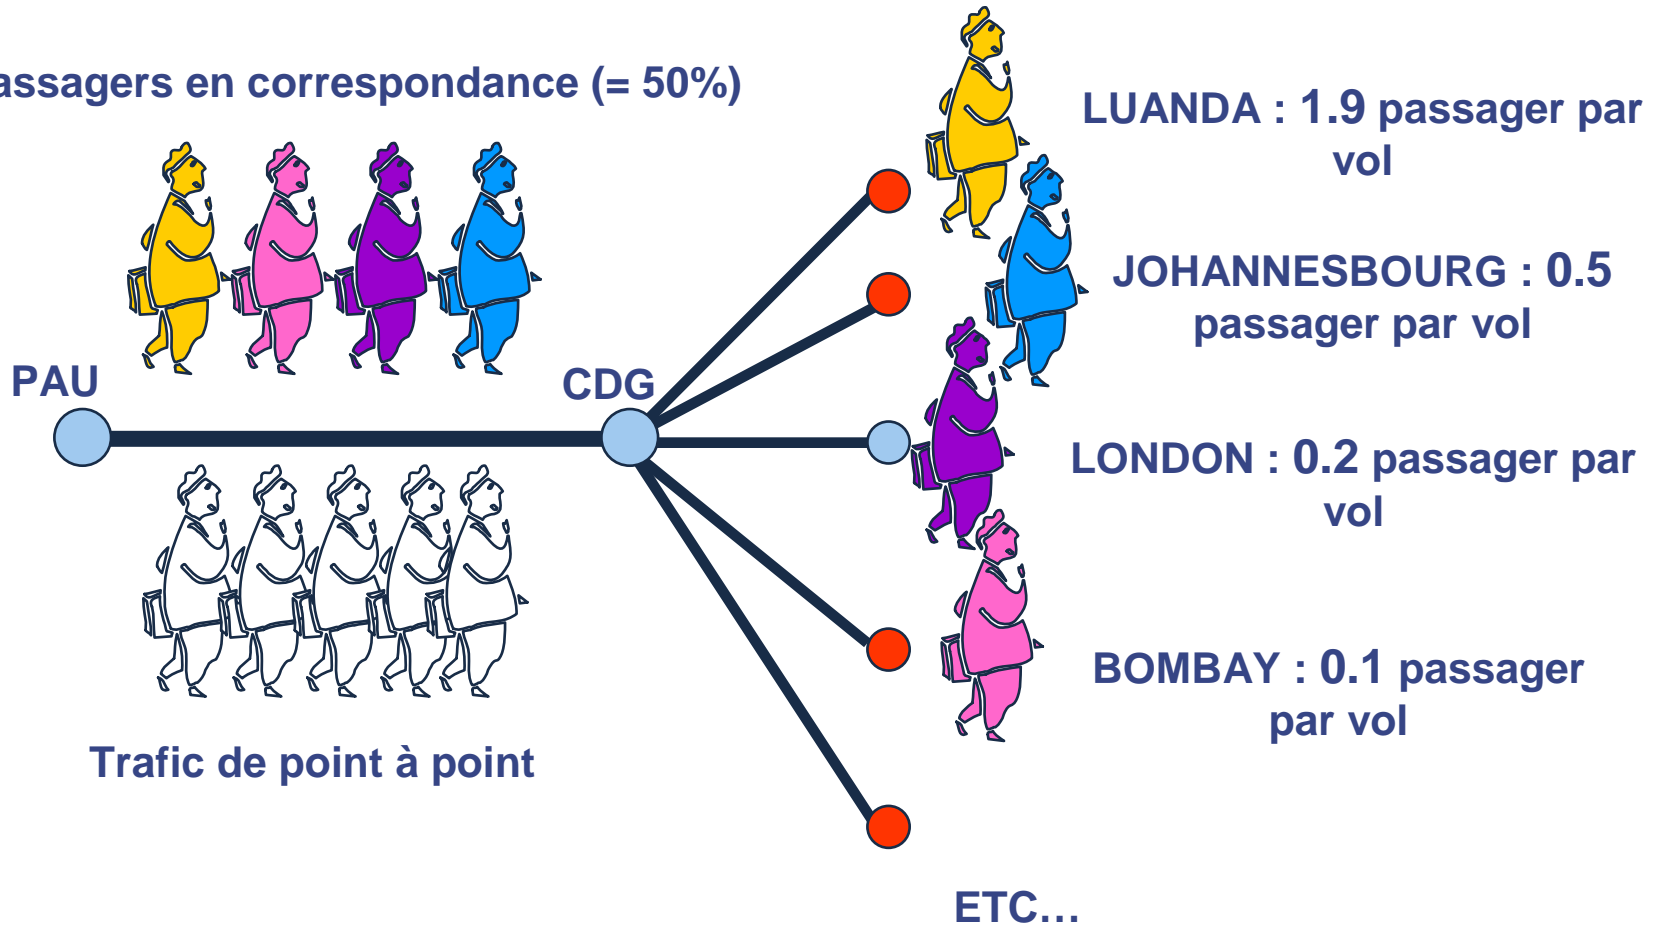 assagers en correspondance (= 50%)
LUANDA : 1.9 passager par
vol
JOHANNESBOURG : 0.5
passager par vol
PAU
CDG
LONDON : 0.2 passager par
vol
BOMBAY : 0.1 passager
par vol
Trafic de point à point
ETC…